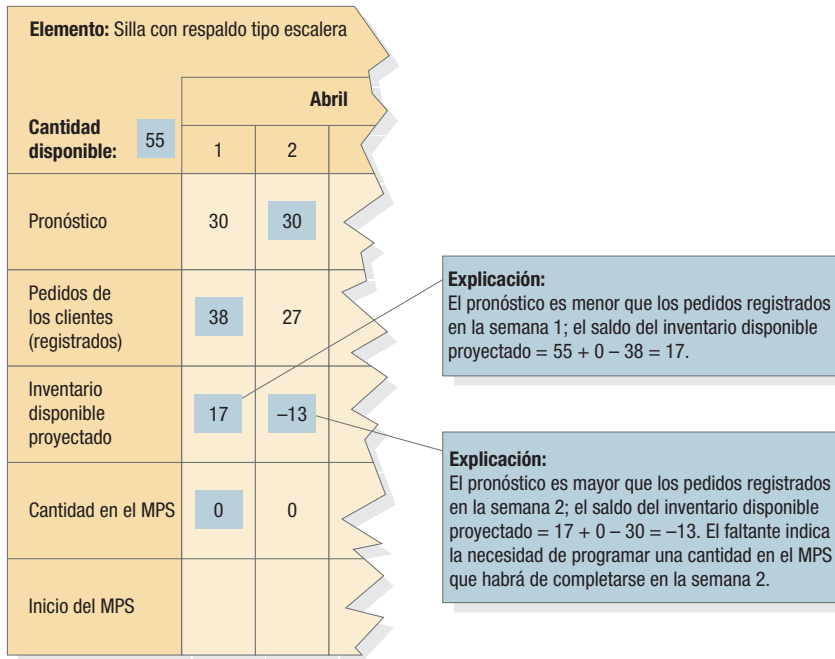 Elemento: Silla con respaldo tipo escalera
Abril
Cantidad
disponible:
55
1
2
Pronóstico
30
30
Pedidos de
los clientes
(registrados)
38
27
Inventario
disponible
proyectado
17
–13
Cantidad en el MPS
0
0
Inicio del MPS
Explicación:
El pronóstico es menor que los pedidos registrados
en la semana 1; el saldo del inventario disponible
proyectado = 55 + 0 – 38 = 17.
Explicación:
El pronóstico es mayor que los pedidos registrados
en la semana 2; el saldo del inventario disponible
proyectado = 17 + 0 – 30 = –13. El faltante indica
la necesidad de programar una cantidad en el MPS
que habrá de completarse en la semana 2.